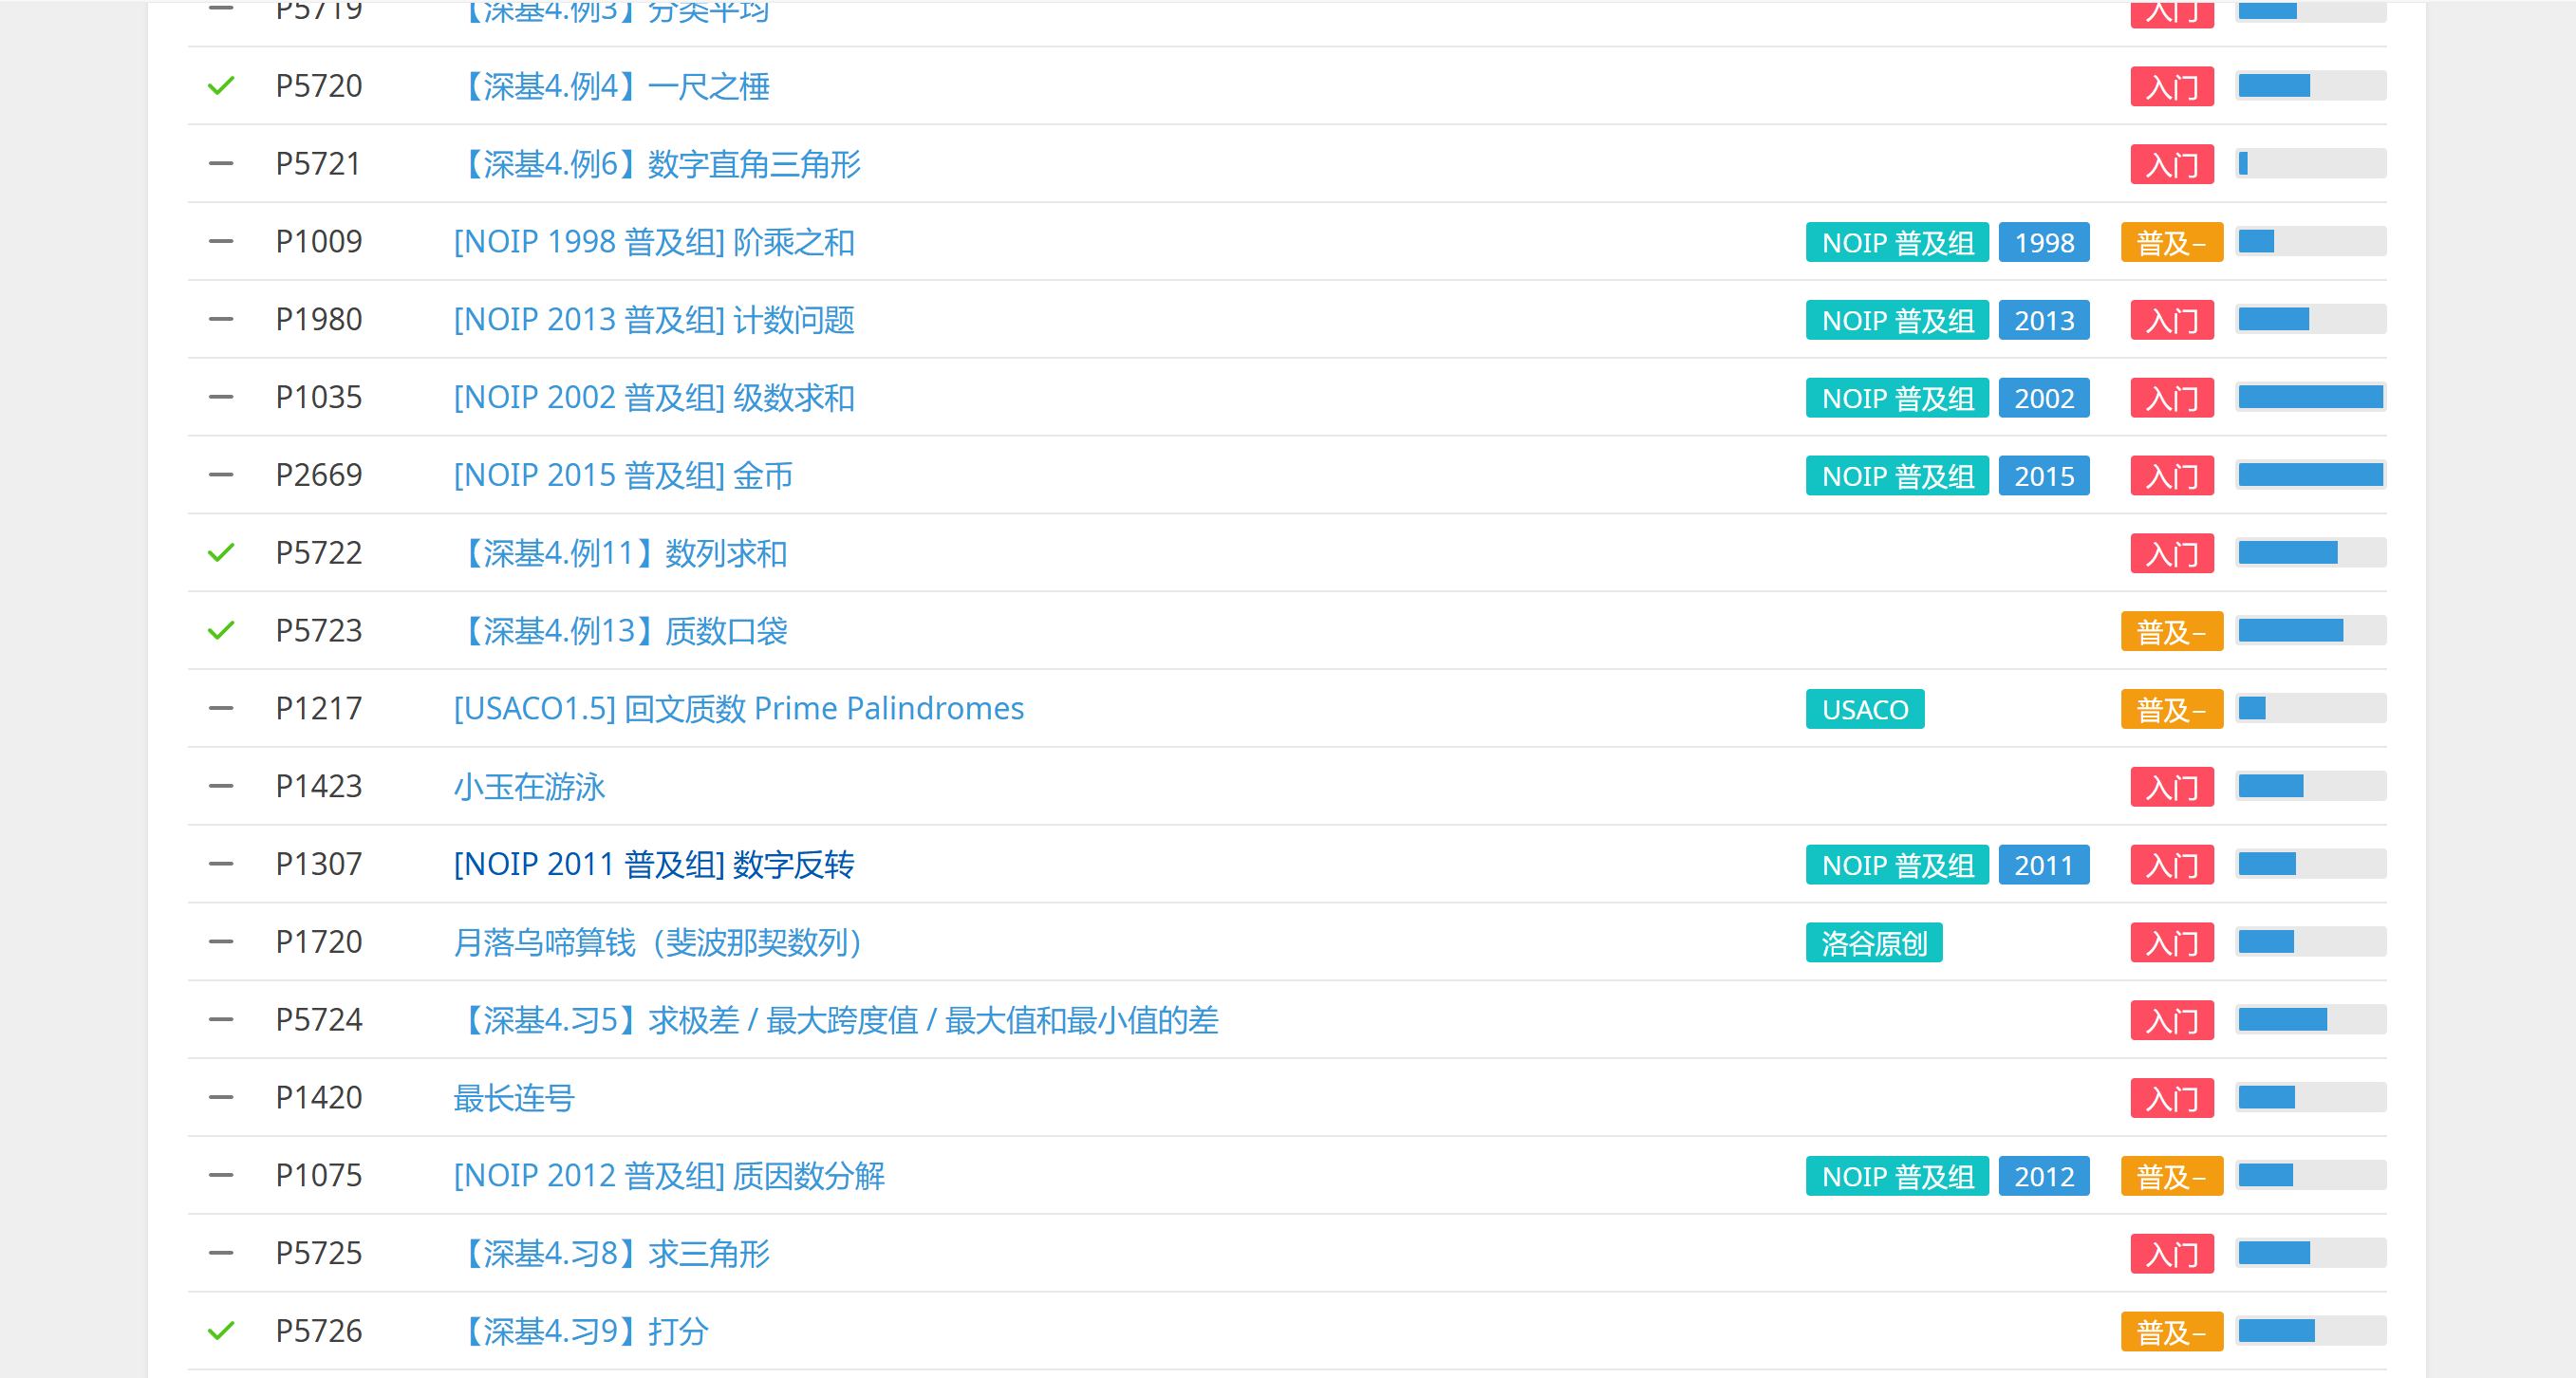 P5719 【深基4.例3】分类平均 入门
P5720 【深基4.例4】一尺之棰 入门
P5721 【深基4.例6】数字直角三角形 入门
P1009 [NOIP 1998 普及组] 阶乘之和 NOIP 普及组 1998 普及−
P1980 [NOIP 2013 普及组] 计数问题 NOIP 普及组 2013 入门
P1035 [NOIP 2002 普及组] 级数求和 NOIP 普及组 2002 入门
P2669 [NOIP 2015 普及组] 金币 NOIP 普及组 2015 入门
P5722 【深基4.例11】数列求和 入门
P5723 【深基4.例13】质数口袋 普及−
P1217 [USACO1.5] 回文质数 Prime Palindromes USACO 普及−
P1423 小玉在游泳 入门
P1307 [NOIP 2011 普及组] 数字反转 NOIP 普及组 2011 入门
P1720 月落乌啼算钱（斐波那契数列） 洛谷原创 入门
P5724 【深基4.习5】求极差 / 最大跨度值 / 最大值和最小值的差 入门
P1420 最长连号 入门
P1075 [NOIP 2012 普及组] 质因数分解 NOIP 普及组 2012 普及−
P5725 【深基4.习8】求三角形 入门
P5726 【深基4.习9】打分 普及−